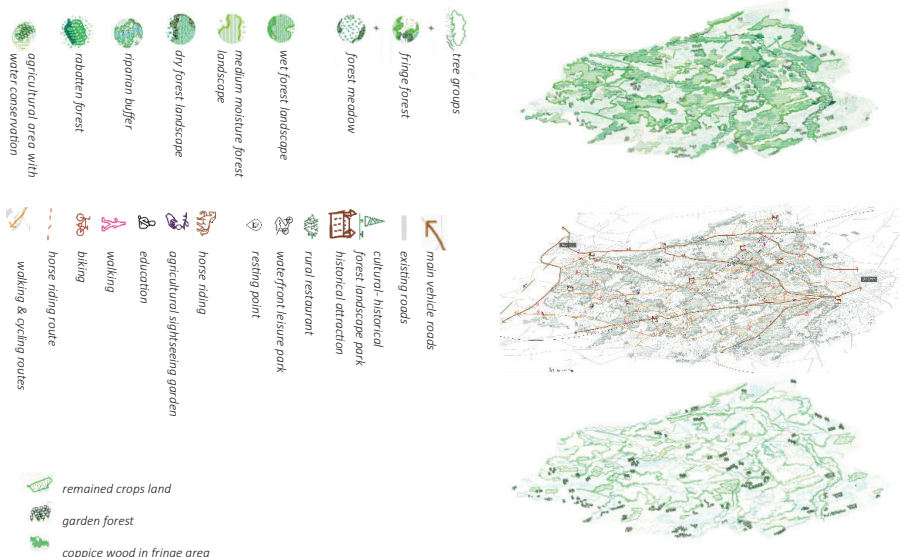 tree groups
+
fringe forest
+
forest meadow
wet forest landscape
medium moisture forest
landscape
dry forest landscape
riparian buffer
rabatten forest
agricultural area with
water conservation
main vehicle roads
existing roads
cultural- historical
forest landscape park
historical attraction
rural restaurant
waterfront leisure park
resting point
horse riding
agricultural sightseeing garden
education
walking
biking
horse riding route
walking & cycling routes
remained crops land
garden forest
coppice wood in fringe area